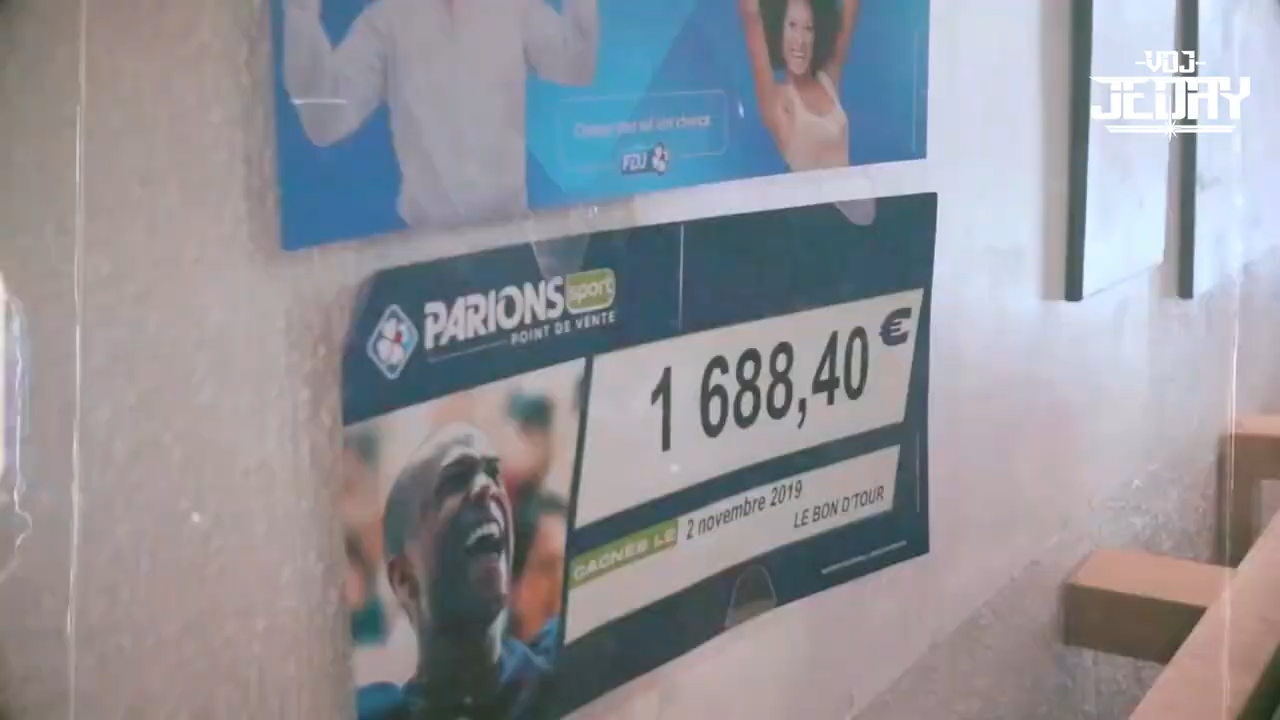 -VDJ-
JEDAY
FDJ
PARIONS sport
POINT DE VENTE
1 688,40 €
GAGNÉS LE 2 novembre 2019
LE BON D'TOUR